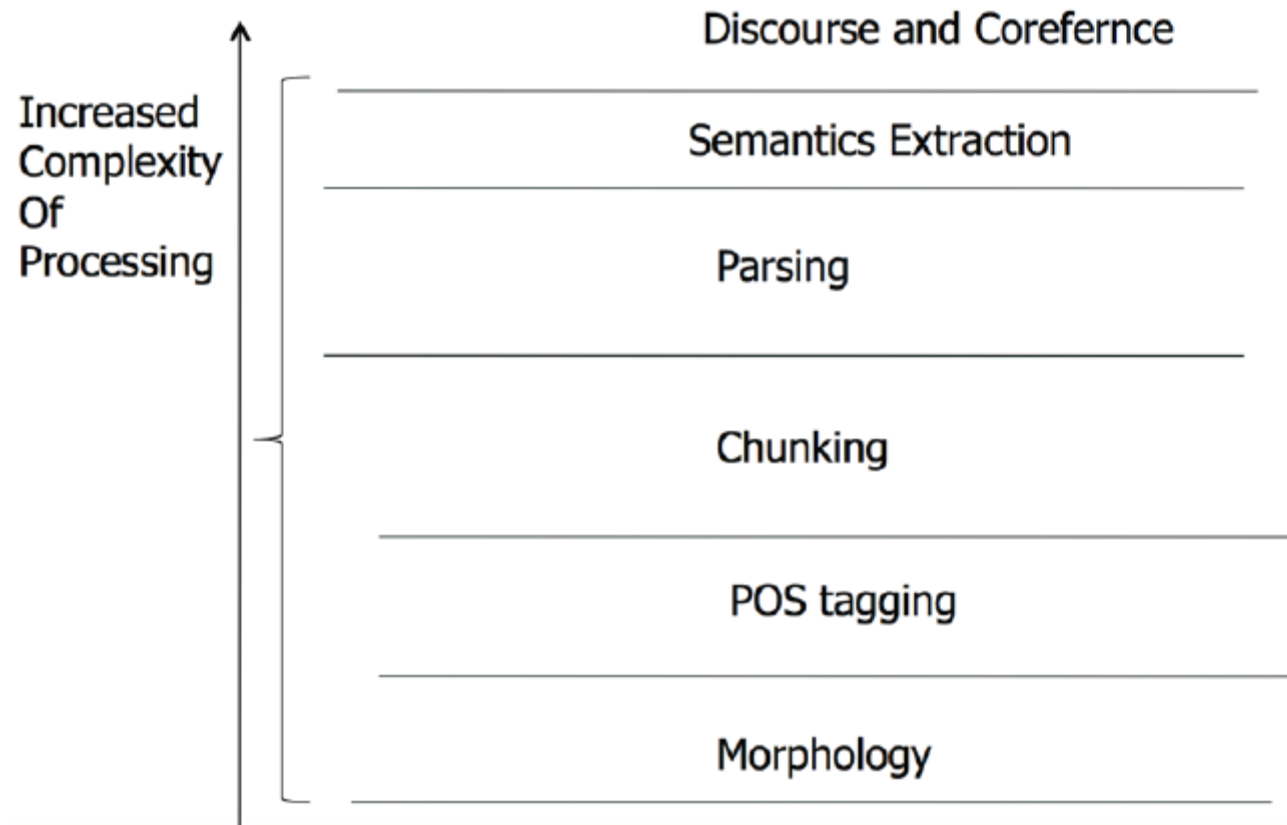 Discourse and Corefernce
Increased
Complexity
Of
Processing
Semantics Extraction
Parsing
Chunking
POS tagging
Morphology